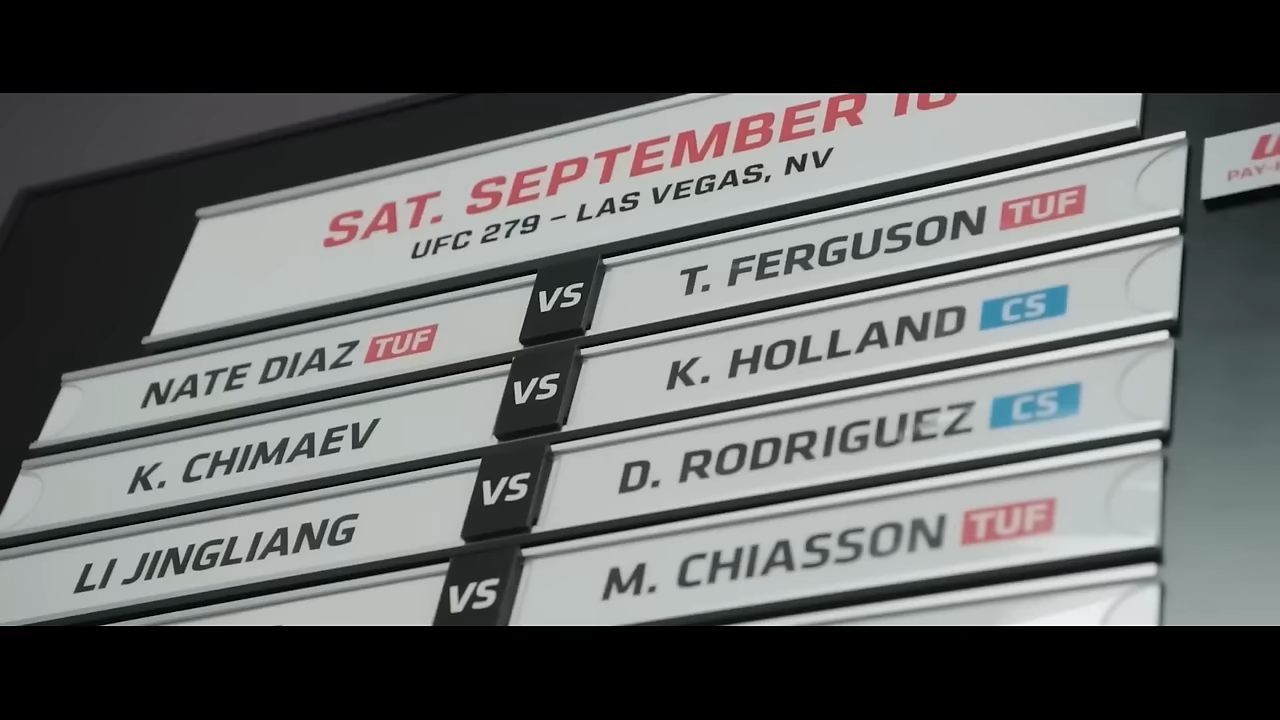 SAT. SEPTEMBER 10
UFC 279 – LAS VEGAS, NV
NATE DIAZ TUF VS T. FERGUSON TUF
K. CHIMAEV VS K. HOLLAND CS
LI JINGLIANG VS D. RODRIGUEZ CS
VS M. CHIASSON TUF